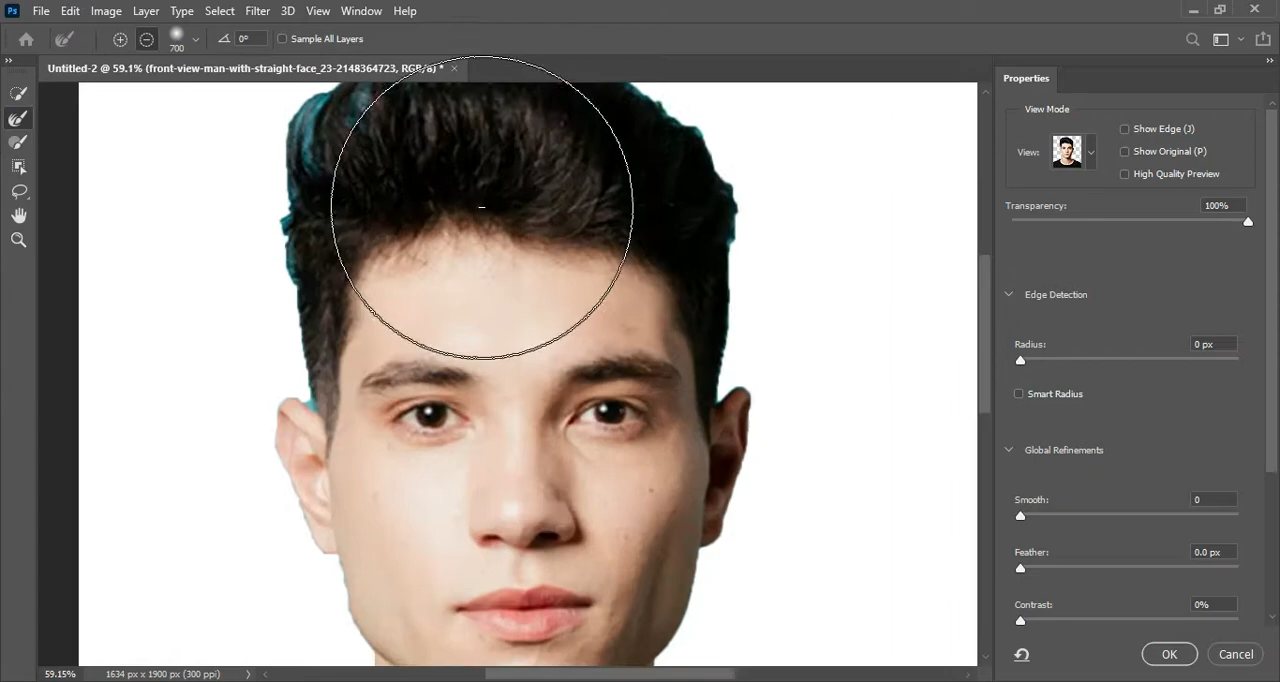 Ps File Edit Image Layer Type Select Filter 3D View Window Help
700 0° Sample All Layers
Untitled-2 @ 59.1% (front-view-man-with-straight-face_23-2148364723, RGB/8) * ×
Properties
View Mode
View:
Show Edge (J)
Show Original (P)
High Quality Preview
Transparency: 100%
Edge Detection
Radius: 0 px
Smart Radius
Global Refinements
Smooth: 0
Feather: 0.0 px
Contrast: 0%
OK Cancel
59.15% 1634 px x 1900 px (300 ppi)